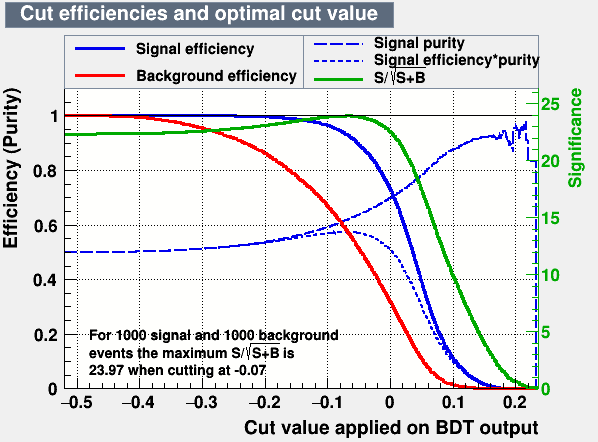 Cut efficiencies and optimal cut value
Signal efficiency
Background efficiency
Signal purity
Signal efficiency*purity
S/√S+B
Efficiency (Purity)
1
0.8
0.6
0.4
0.2
0
Significance
25
20
15
10
5
0
For 1000 signal and 1000 background
events the maximum S/√S+B is
23.97 when cutting at -0.07
−0.5 −0.4 −0.3 −0.2 −0.1 0 0.1 0.2
Cut value applied on BDT output